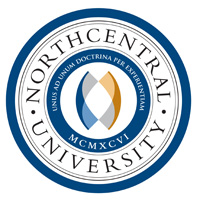 NORTHCENTRAL
UNUS AD UNUM DOCTRINA PER EXPERIENTIAM
MCMXCVI
UNIVERSITY